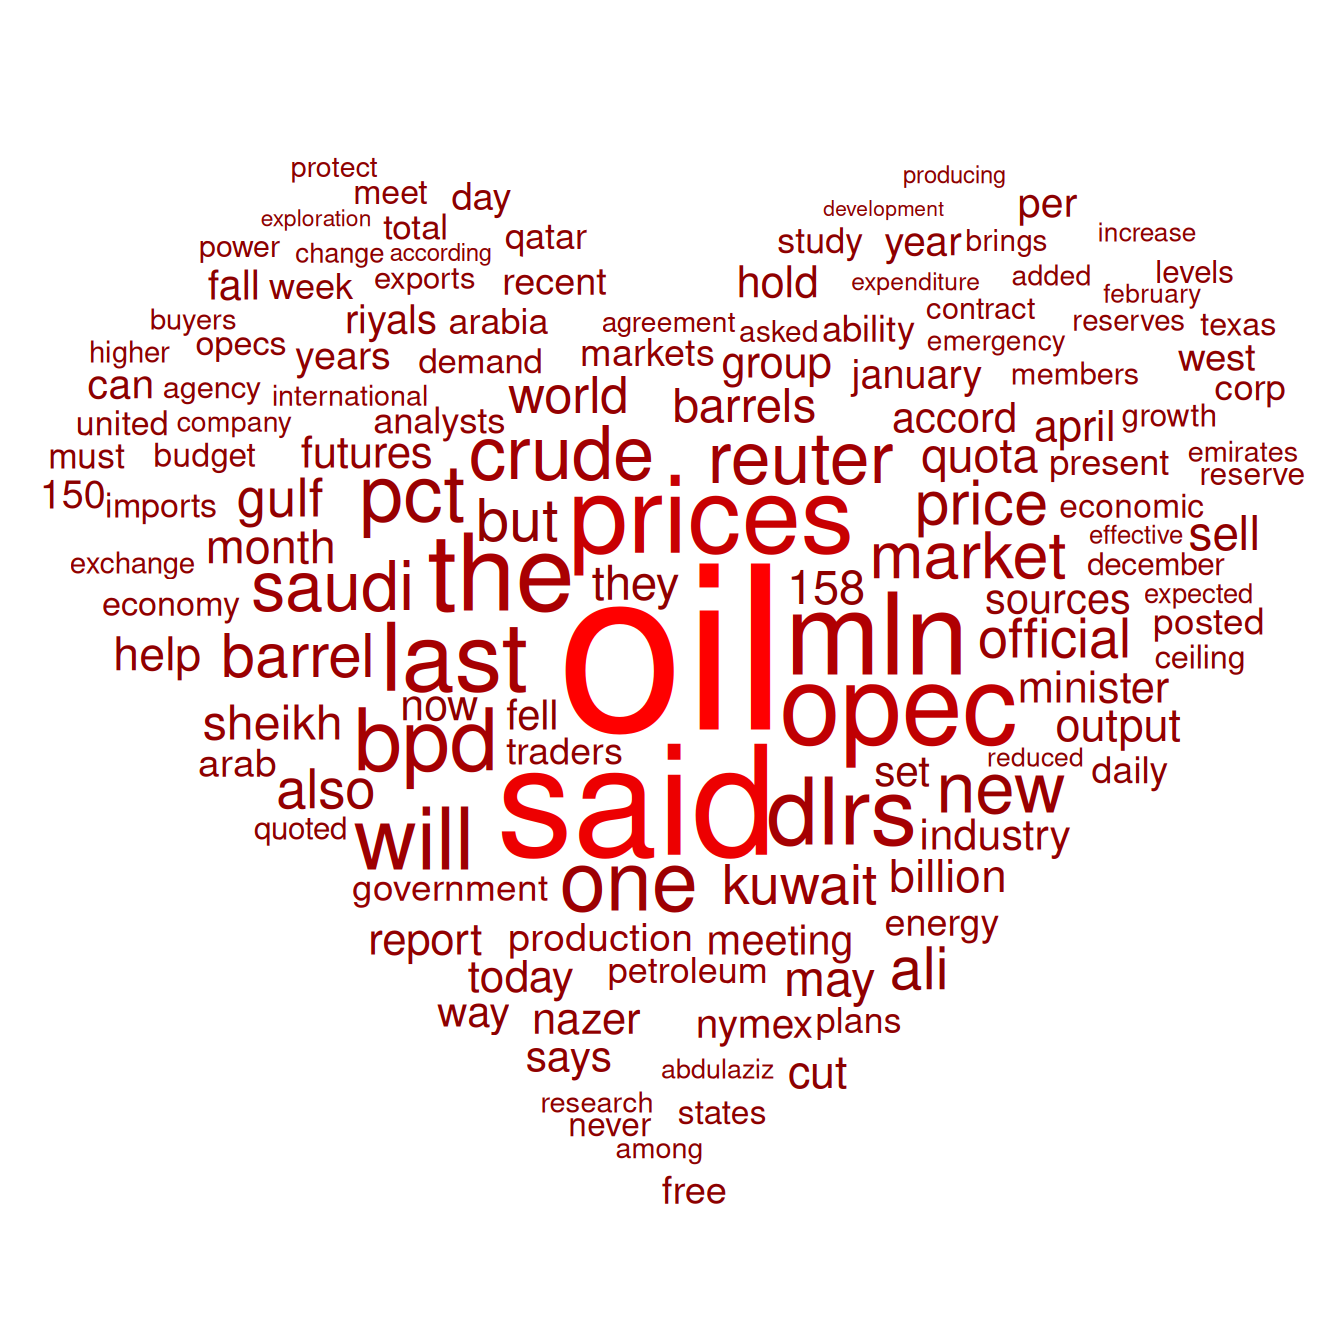 protect
producing
meet day
per
exploration total
development
power change according qatar
study year brings increase
fall week exports recent
hold expenditure added levels
february
buyers riyals arabia
agreement asked ability contract emergency reserves texas
higher opecs years demand
markets group january members west
can agency international world
barrels corp
united company analysts
accord april growth
must budget futures crude
reuter quota present emirates
reserve
150 imports gulf pct but prices
price economic
exchange month the
market effective sell
december
economy saudi they 158
sources expected
help barrel last oil mln official posted
ceiling
sheikh now fell opec minister
output
arab bpd traders
reduced daily
also said set new
quoted will dlrs industry
government one kuwait billion
report production meeting energy
today petroleum may ali
way nazer nymex plans
says abdulaziz cut
research
never states
among
free